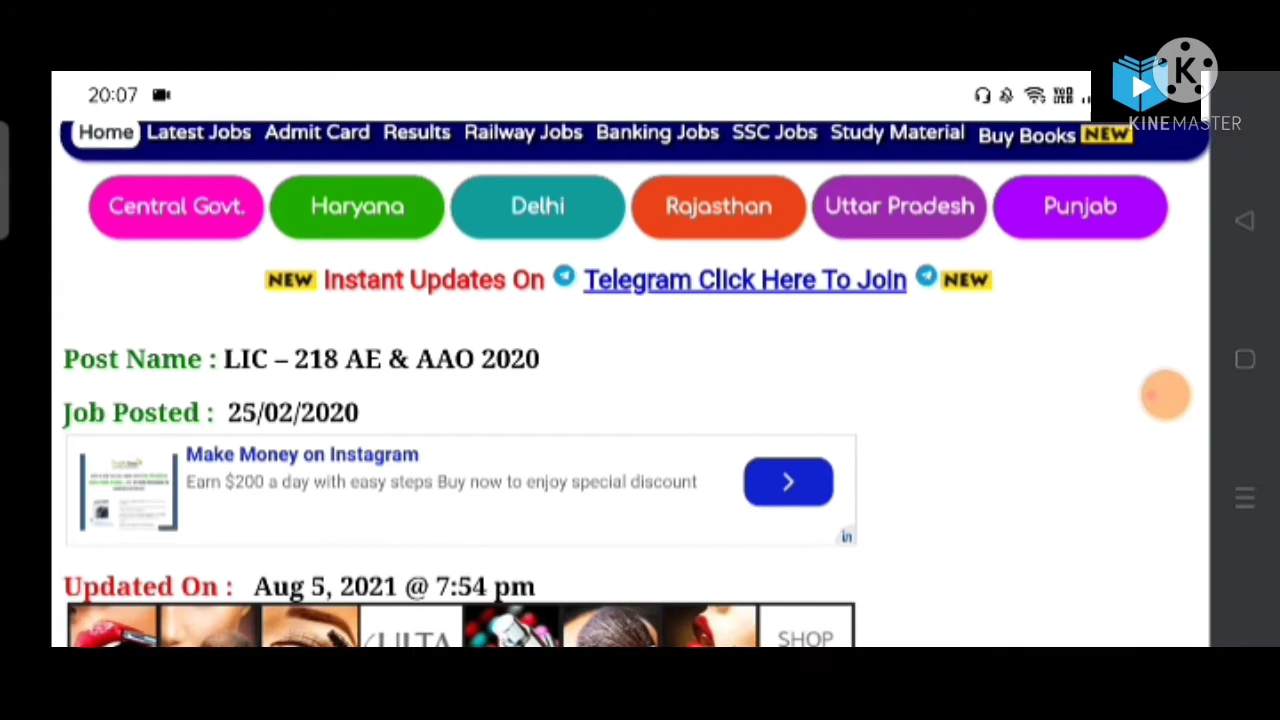 20:07
K
KINEMASTER
Home Latest Jobs Admit Card Results Railway Jobs Banking Jobs SSC Jobs Study Material Buy Books NEW
Central Govt. Haryana Delhi Rajasthan Uttar Pradesh Punjab
NEW Instant Updates On Telegram Click Here To Join NEW
Post Name : LIC – 218 AE & AAO 2020
Job Posted : 25/02/2020
Make Money on Instagram
Earn $200 a day with easy steps Buy now to enjoy special discount
in
Updated On : Aug 5, 2021 @ 7:54 pm
ULTA SHOP